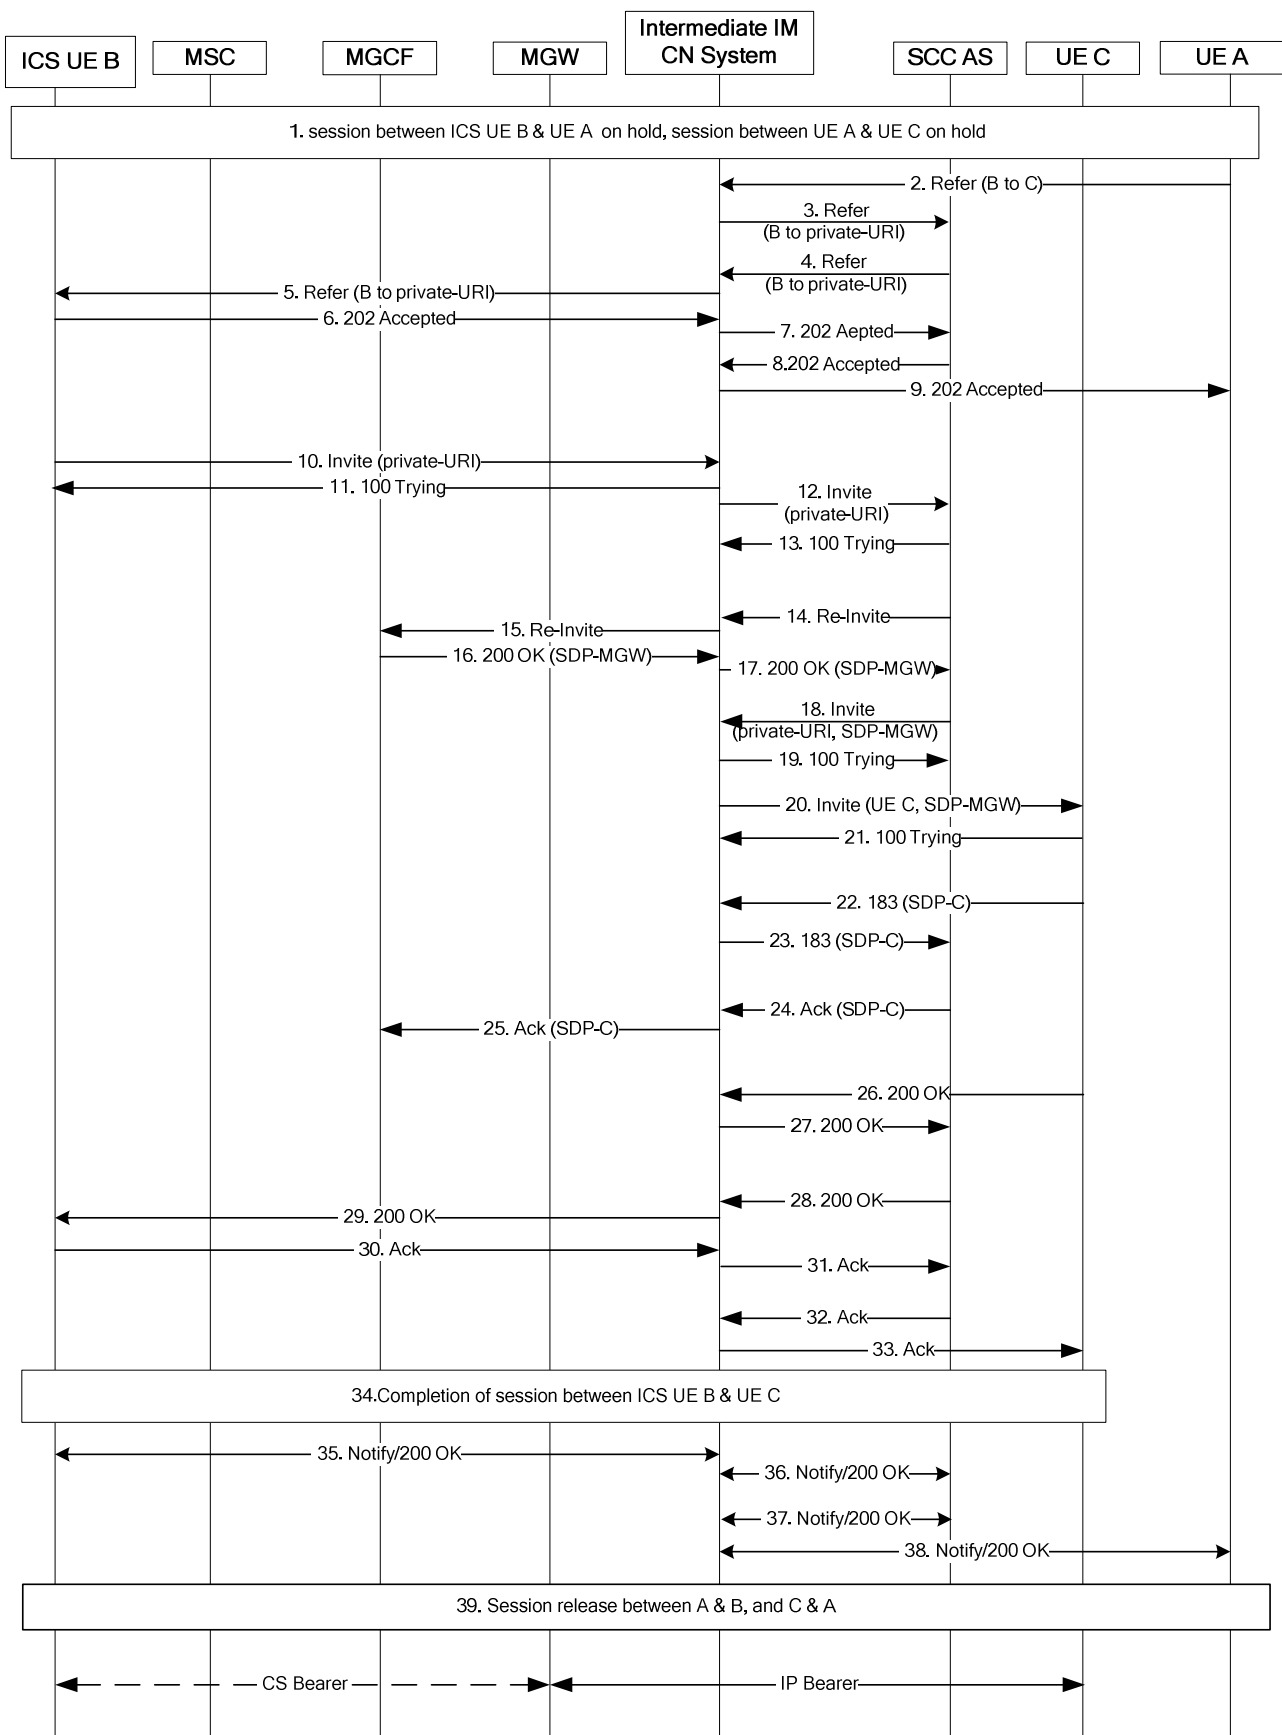 ICS UE B
MSC
MGCF
MGW
Intermediate IM
CN System
SCC AS
UE C
UE A
1. session between ICS UE B & UE A on hold, session between UE A & UE C on hold
2. Refer (B to C)
3. Refer
(B to private-URI)
4. Refer
(B to private-URI)
5. Refer (B to private-URI)
6. 202 Accepted
7. 202 Aepted
8.202 Accepted
9. 202 Accepted
10. Invite (private-URI)
11. 100 Trying
12. Invite
(private-URI)
13. 100 Trying
14. Re-Invite
15. Re-Invite
16. 200 OK (SDP-MGW)
17. 200 OK (SDP-MGW)
18. Invite
(private-URI, SDP-MGW)
19. 100 Trying
20. Invite (UE C, SDP-MGW)
21. 100 Trying
22. 183 (SDP-C)
23. 183 (SDP-C)
24. Ack (SDP-C)
25. Ack (SDP-C)
26. 200 OK
27. 200 OK
28. 200 OK
29. 200 OK
30. Ack
31. Ack
32. Ack
33. Ack
34.Completion of session between ICS UE B & UE C
35. Notify/200 OK
36. Notify/200 OK
37. Notify/200 OK
38. Notify/200 OK
39. Session release between A & B, and C & A
CS Bearer
IP Bearer